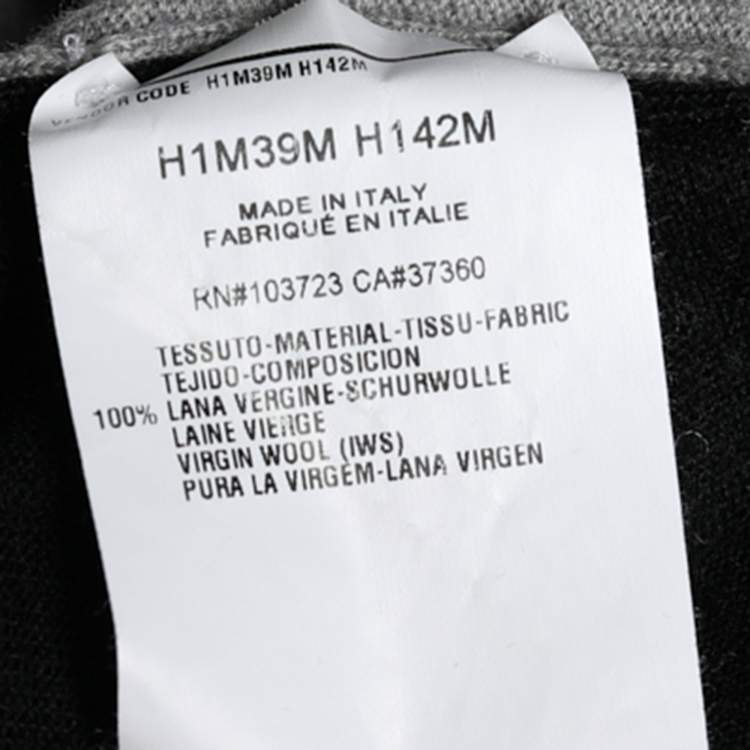 VENDOR CODE H1M39M H142M
H1M39M H142M
MADE IN ITALY
FABRIQUÉ EN ITALIE
RN#103723 CA#37360
TESSUTO-MATERIAL-TISSU-FABRIC
TEJIDO-COMPOSICION
100% LANA VERGINE-SCHURWOLLE
LAINE VIERGE
VIRGIN WOOL (IWS)
PURA LA VIRGEM-LANA VIRGEN